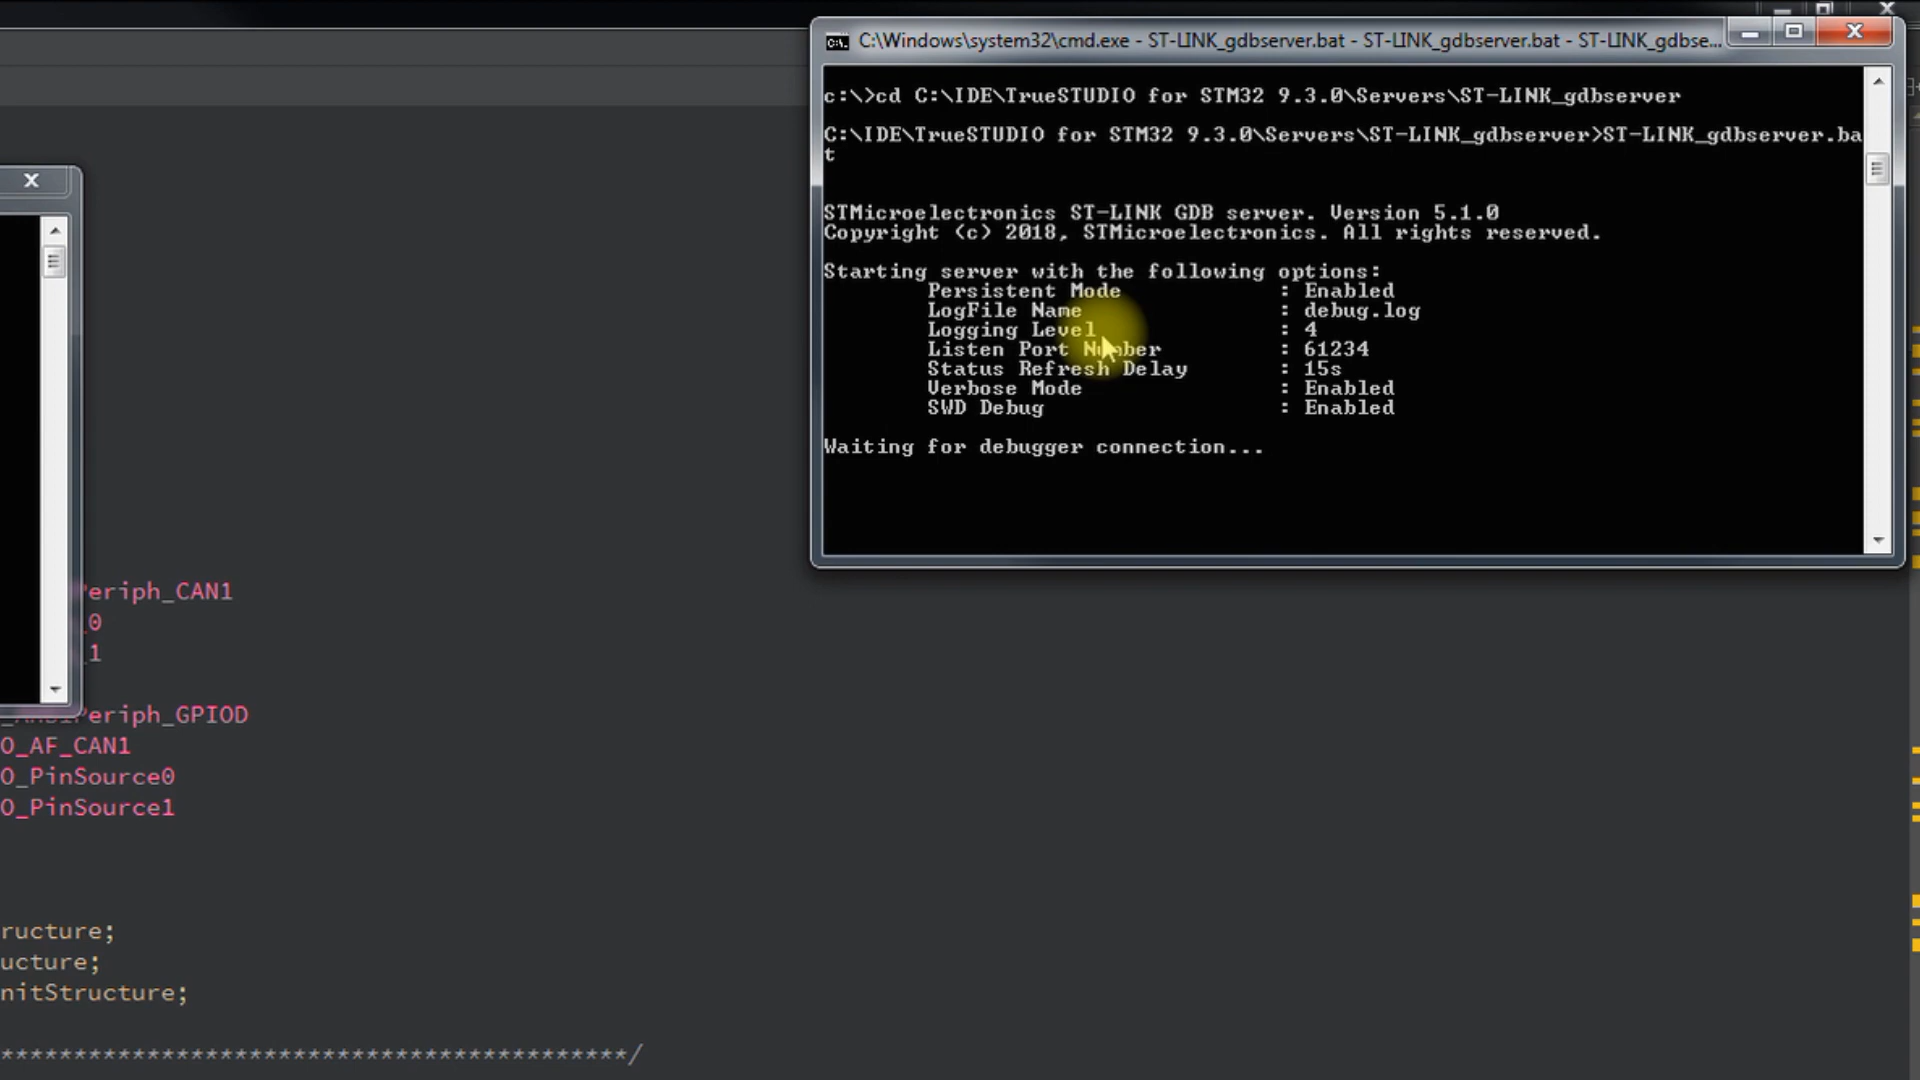 C:\Windows\system32\cmd.exe - ST-LINK_gdbserver.bat - ST-LINK_gdbserver.bat - ST-LINK_gdbse...
c:\>cd C:\IDE\TrueSTUDIO for STM32 9.3.0\Servers\ST-LINK_gdbserver
C:\IDE\TrueSTUDIO for STM32 9.3.0\Servers\ST-LINK_gdbserver>ST-LINK_gdbserver.ba
t
STMicroelectronics ST-LINK GDB server. Version 5.1.0
Copyright (c) 2018, STMicroelectronics. All rights reserved.
Starting server with the following options:
Persistent Mode : Enabled
LogFile Name : debug.log
Logging Level : 4
Listen Port Number : 61234
Status Refresh Delay : 15s
Verbose Mode : Enabled
SWD Debug : Enabled
Waiting for debugger connection...
eriph_CAN1
_0
_1
Periph_GPIOD
O_AF_CAN1
O_PinSource0
O_PinSource1
ructure;
ucture;
nitStructure;
*******************************************/